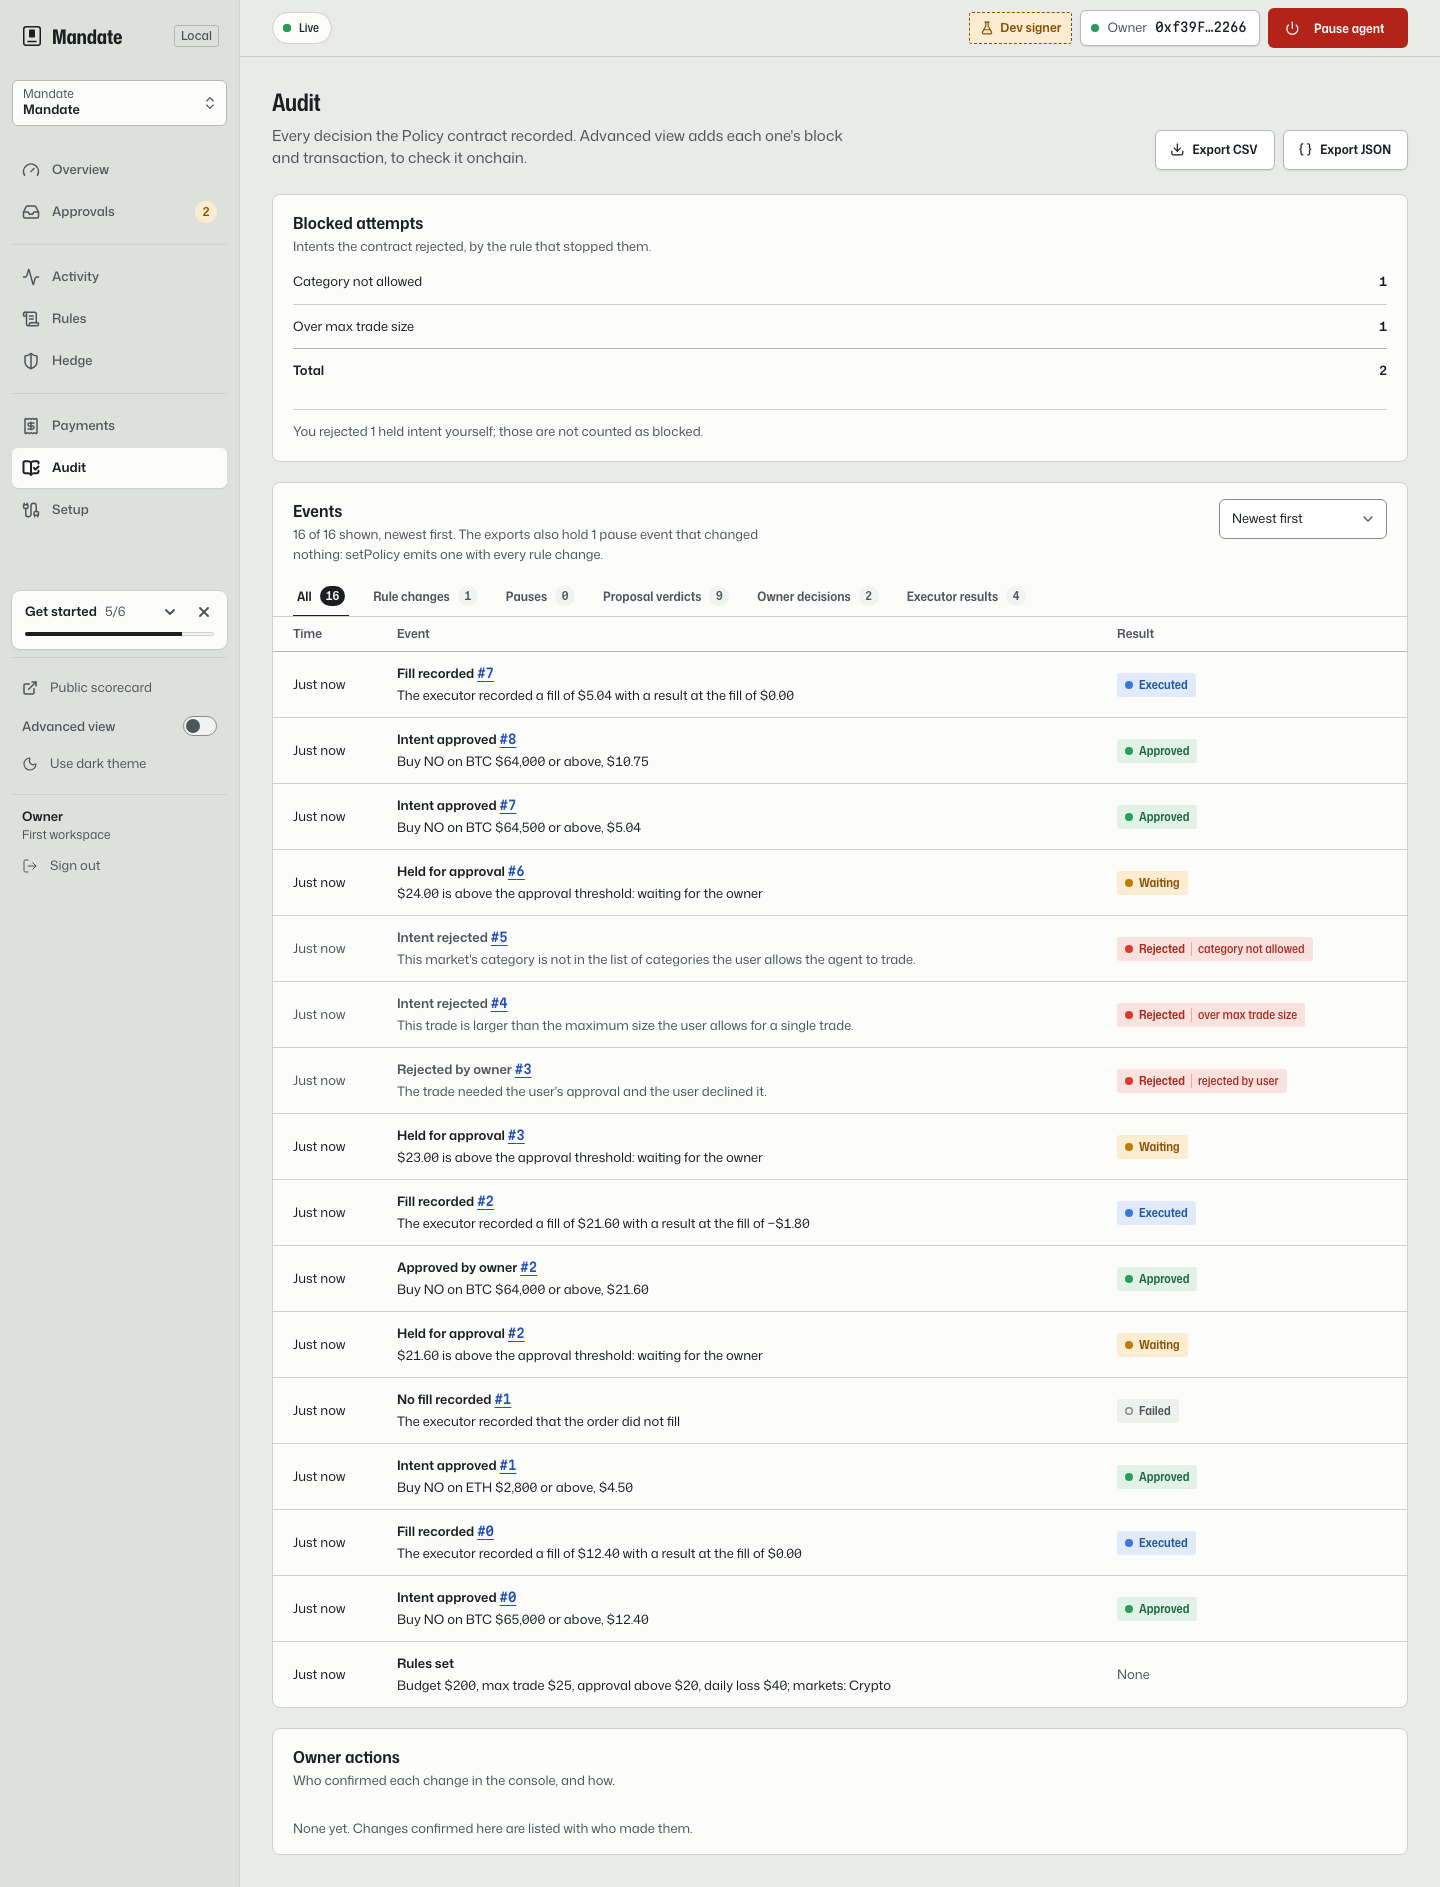 Mandate
Local
Mandate
Mandate
Overview
Approvals 2
Activity
Rules
Hedge
Payments
Audit
Setup
Get started 5/6
Public scorecard
Advanced view
Use dark theme
Owner
First workspace
Sign out
Live
Dev signer
Owner 0xf39F…2266
Pause agent
Audit
Every decision the Policy contract recorded. Advanced view adds each one's block
and transaction, to check it onchain.
Export CSV
Export JSON
Blocked attempts
Intents the contract rejected, by the rule that stopped them.
Category not allowed 1
Over max trade size 1
Total 2
You rejected 1 held intent yourself; those are not counted as blocked.
Events
16 of 16 shown, newest first. The exports also hold 1 pause event that changed
nothing: setPolicy emits one with every rule change.
Newest first
All 16 Rule changes 1 Pauses 0 Proposal verdicts 9 Owner decisions 2 Executor results 4
Time Event Result
Just now
Fill recorded #7
The executor recorded a fill of $5.04 with a result at the fill of $0.00
Executed
Just now
Intent approved #8
Buy NO on BTC $64,000 or above, $10.75
Approved
Just now
Intent approved #7
Buy NO on BTC $64,500 or above, $5.04
Approved
Just now
Held for approval #6
$24.00 is above the approval threshold: waiting for the owner
Waiting
Just now
Intent rejected #5
This market's category is not in the list of categories the user allows the agent to trade.
Rejected | category not allowed
Just now
Intent rejected #4
This trade is larger than the maximum size the user allows for a single trade.
Rejected | over max trade size
Just now
Rejected by owner #3
The trade needed the user's approval and the user declined it.
Rejected | rejected by user
Just now
Held for approval #3
$23.00 is above the approval threshold: waiting for the owner
Waiting
Just now
Fill recorded #2
The executor recorded a fill of $21.60 with a result at the fill of −$1.80
Executed
Just now
Approved by owner #2
Buy NO on BTC $64,000 or above, $21.60
Approved
Just now
Held for approval #2
$21.60 is above the approval threshold: waiting for the owner
Waiting
Just now
No fill recorded #1
The executor recorded that the order did not fill
Failed
Just now
Intent approved #1
Buy NO on ETH $2,800 or above, $4.50
Approved
Just now
Fill recorded #0
The executor recorded a fill of $12.40 with a result at the fill of $0.00
Executed
Just now
Intent approved #0
Buy NO on BTC $65,000 or above, $12.40
Approved
Just now
Rules set
Budget $200, max trade $25, approval above $20, daily loss $40; markets: Crypto
None
Owner actions
Who confirmed each change in the console, and how.
None yet. Changes confirmed here are listed with who made them.